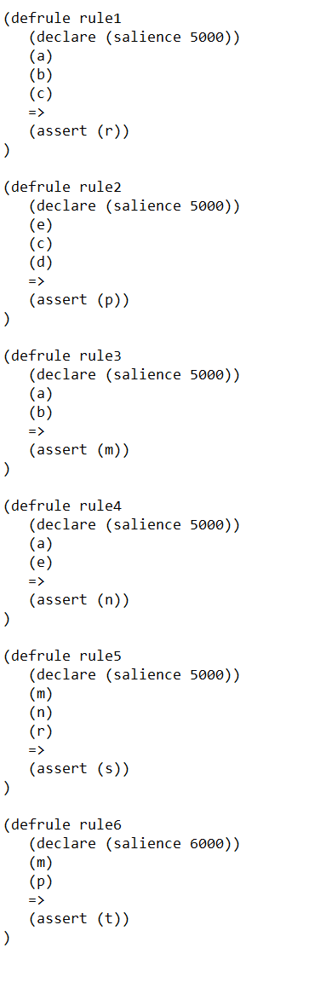 (defrule rule1
   (declare (salience 5000))
   (a)
   (b)
   (c)
   =>
   (assert (r))
)

(defrule rule2
   (declare (salience 5000))
   (e)
   (c)
   (d)
   =>
   (assert (p))
)

(defrule rule3
   (declare (salience 5000))
   (a)
   (b)
   =>
   (assert (m))
)

(defrule rule4
   (declare (salience 5000))
   (a)
   (e)
   =>
   (assert (n))
)

(defrule rule5
   (declare (salience 5000))
   (m)
   (n)
   (r)
   =>
   (assert (s))
)

(defrule rule6
   (declare (salience 6000))
   (m)
   (p)
   =>
   (assert (t))
)